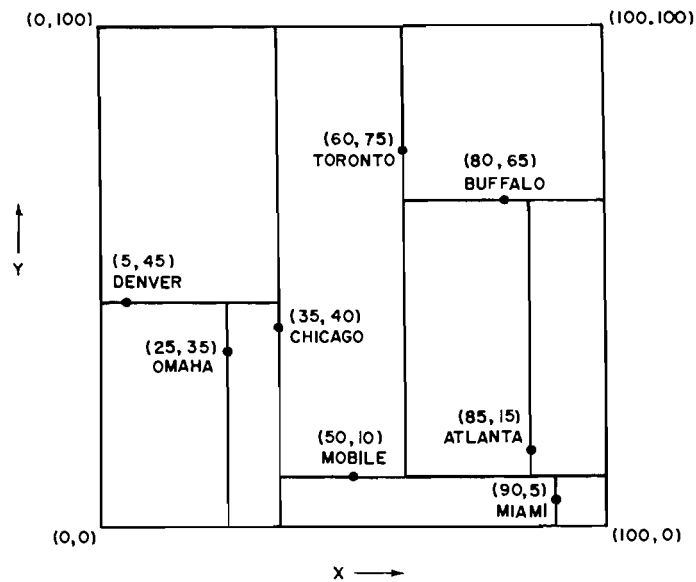 (0,100)
(100,100)
(60,75)
TORONTO
(80,65)
BUFFALO
Y
(5,45)
DENVER
(35,40)
CHICAGO
(25,35)
OMAHA
(85,15)
ATLANTA
(50,10)
MOBILE
(90,5)
MIAMI
(0,0)
(100,0)
X